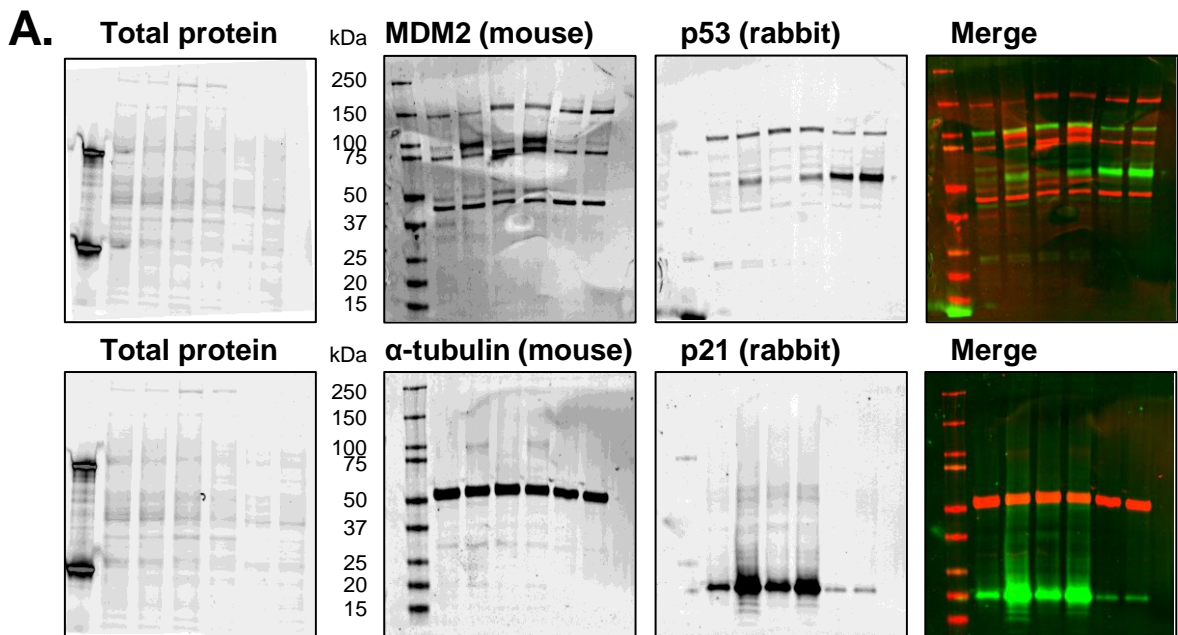 A.
Total protein
kDa
MDM2 (mouse)
p53 (rabbit)
Merge
250
150
100
75
50
37
25
20
15
Total protein
kDa
α-tubulin (mouse)
p21 (rabbit)
Merge
250
150
100
75
50
37
25
20
15